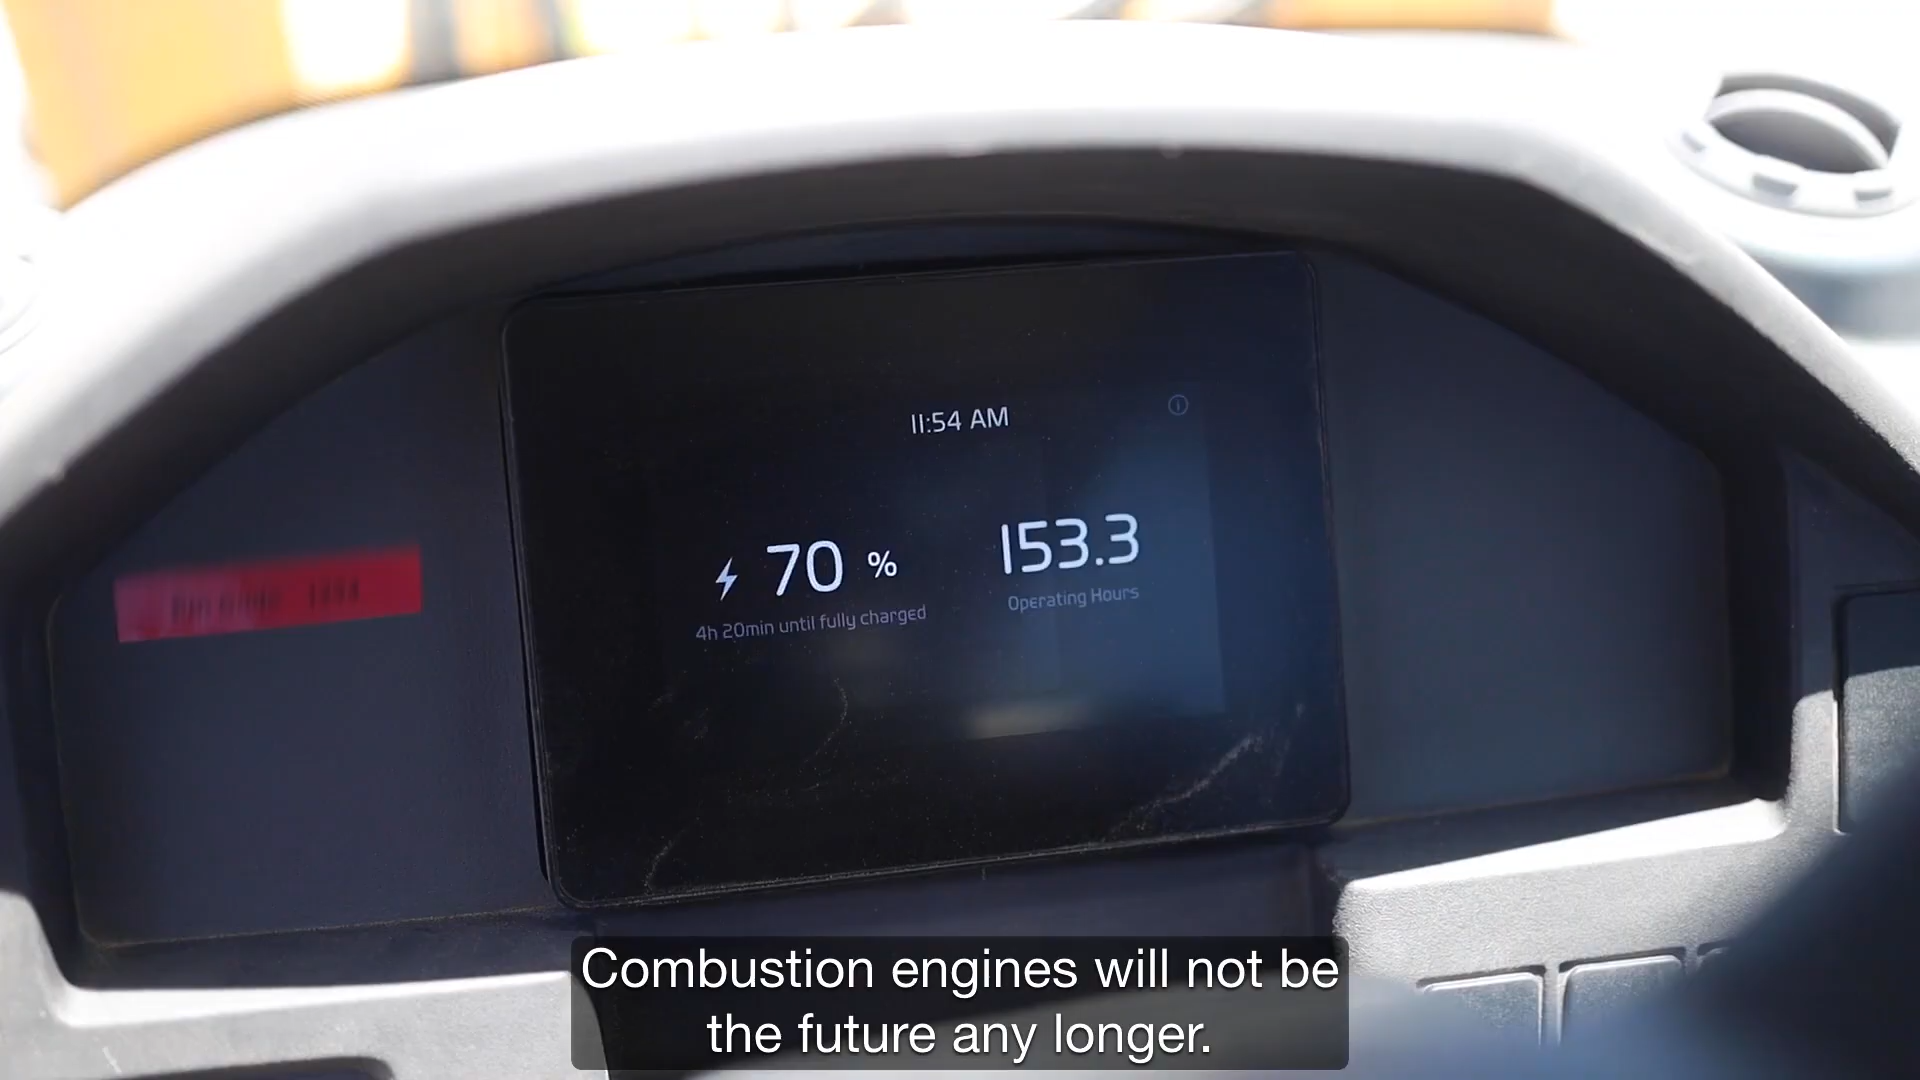 11:54 AM
70 %
4h 20min until fully charged
153.3
Operating Hours
Combustion engines will not be
the future any longer.